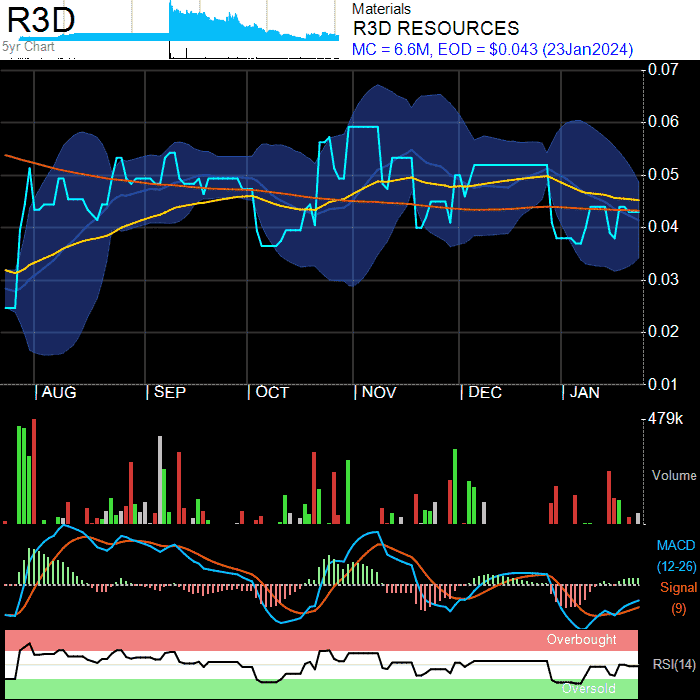 R3D
5yr Chart
Materials
R3D RESOURCES
MC = 6.6M, EOD = $0.043 (23Jan2024)
0.07
0.06
0.05
0.04
0.03
0.02
0.01
AUG SEP OCT NOV DEC JAN
479k
Volume
MACD
(12-26)
Signal
(9)
Overbought
RSI(14)
Oversold